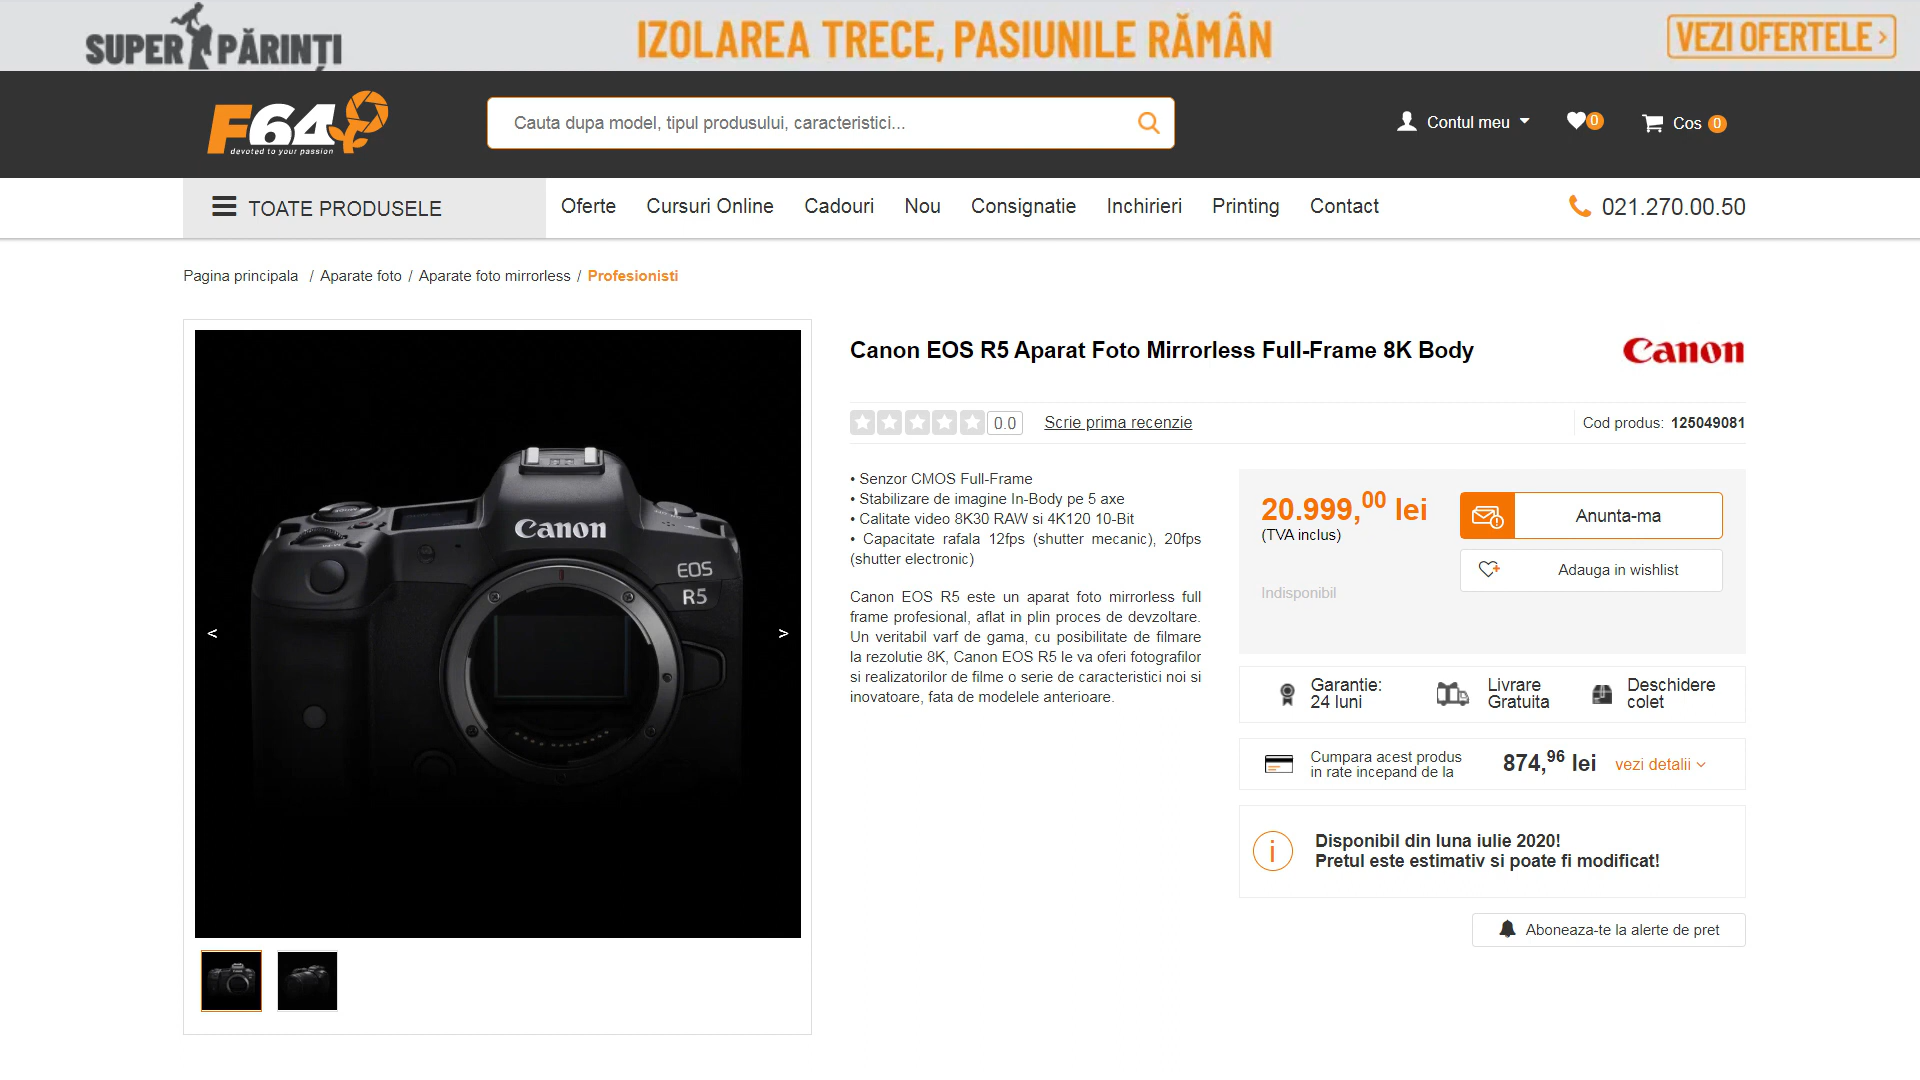 SUPER PĂRINȚI
IZOLAREA TRECE, PASIUNILE RĂMÂN
VEZI OFERTELE ›
F64
devoted to your passion
Cauta dupa model, tipul produsului, caracteristici...
Contul meu
0
Cos 0
TOATE PRODUSELE
Oferte
Cursuri Online
Cadouri
Nou
Consignatie
Inchirieri
Printing
Contact
021.270.00.50
Pagina principala / Aparate foto / Aparate foto mirrorless / Profesionisti
Canon
EOS
R5
<
>
Canon EOS R5 Aparat Foto Mirrorless Full-Frame 8K Body
Canon
0.0
Scrie prima recenzie
Cod produs: 125049081
• Senzor CMOS Full-Frame
• Stabilizare de imagine In-Body pe 5 axe
• Calitate video 8K30 RAW si 4K120 10-Bit
• Capacitate rafala 12fps (shutter mecanic), 20fps
(shutter electronic)
Canon EOS R5 este un aparat foto mirrorless full
frame profesional, aflat in plin proces de devzoltare.
Un veritabil varf de gama, cu posibilitate de filmare
la rezolutie 8K, Canon EOS R5 le va oferi fotografilor
si realizatorilor de filme o serie de caracteristici noi si
inovatoare, fata de modelele anterioare.
20.999,00 lei
(TVA inclus)
Indisponibil
Anunta-ma
Adauga in wishlist
Garantie:
24 luni
Livrare
Gratuita
Deschidere
colet
Cumpara acest produs
in rate incepand de la
874,96 lei
vezi detalii
Disponibil din luna iulie 2020!
Pretul este estimativ si poate fi modificat!
Aboneaza-te la alerte de pret